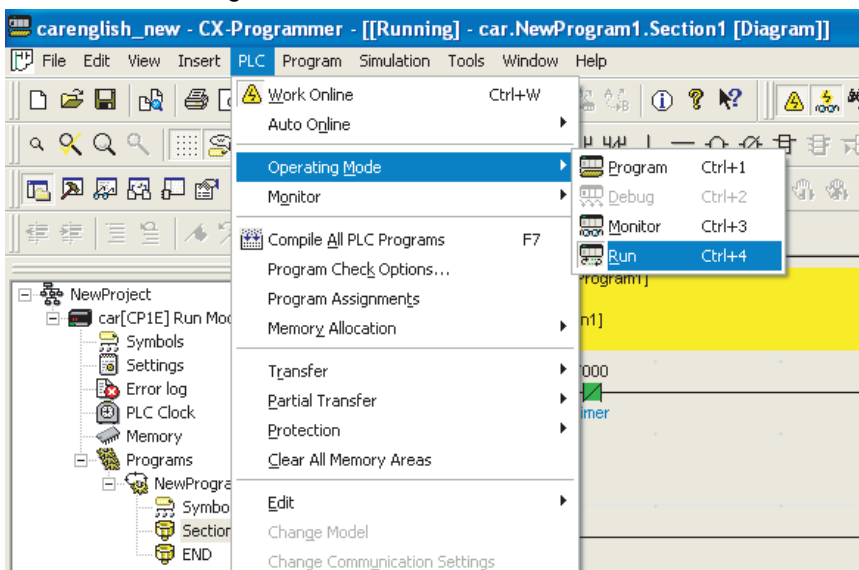 carenglish_new - CX-Programmer - [[Running] - car.NewProgram1.Section1 [Diagram]]
File Edit View Insert PLC Program Simulation Tools Window Help
Work Online Ctrl+W
Auto Online
Operating Mode
Program Ctrl+1
Monitor
Debug Ctrl+2
Monitor Ctrl+3
Compile All PLC Programs F7
Run Ctrl+4
Program Check Options...
Program Assignments
Memory Allocation
Transfer
Partial Transfer
Protection
Clear All Memory Areas
Edit
Change Model
Change Communication Settings
NewProject
car[CP1E] Run Mod
Symbols
Settings
Error log
PLC Clock
Memory
Programs
NewProgra
Symbo
Section
END
Program1]
n1]
000
imer